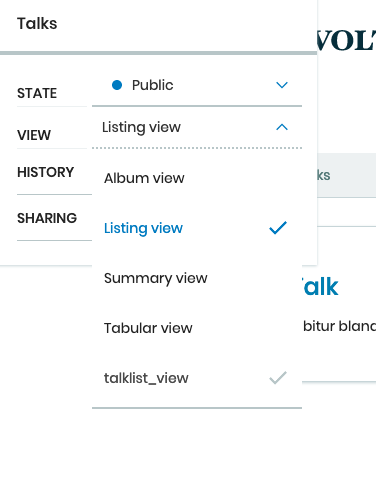 Talks
VOLT
STATE
Public
VIEW
Listing view
HISTORY
ks
SHARING
Album view
Listing view
Summary view
alk
Tabular view
bitur bland
talklist_view